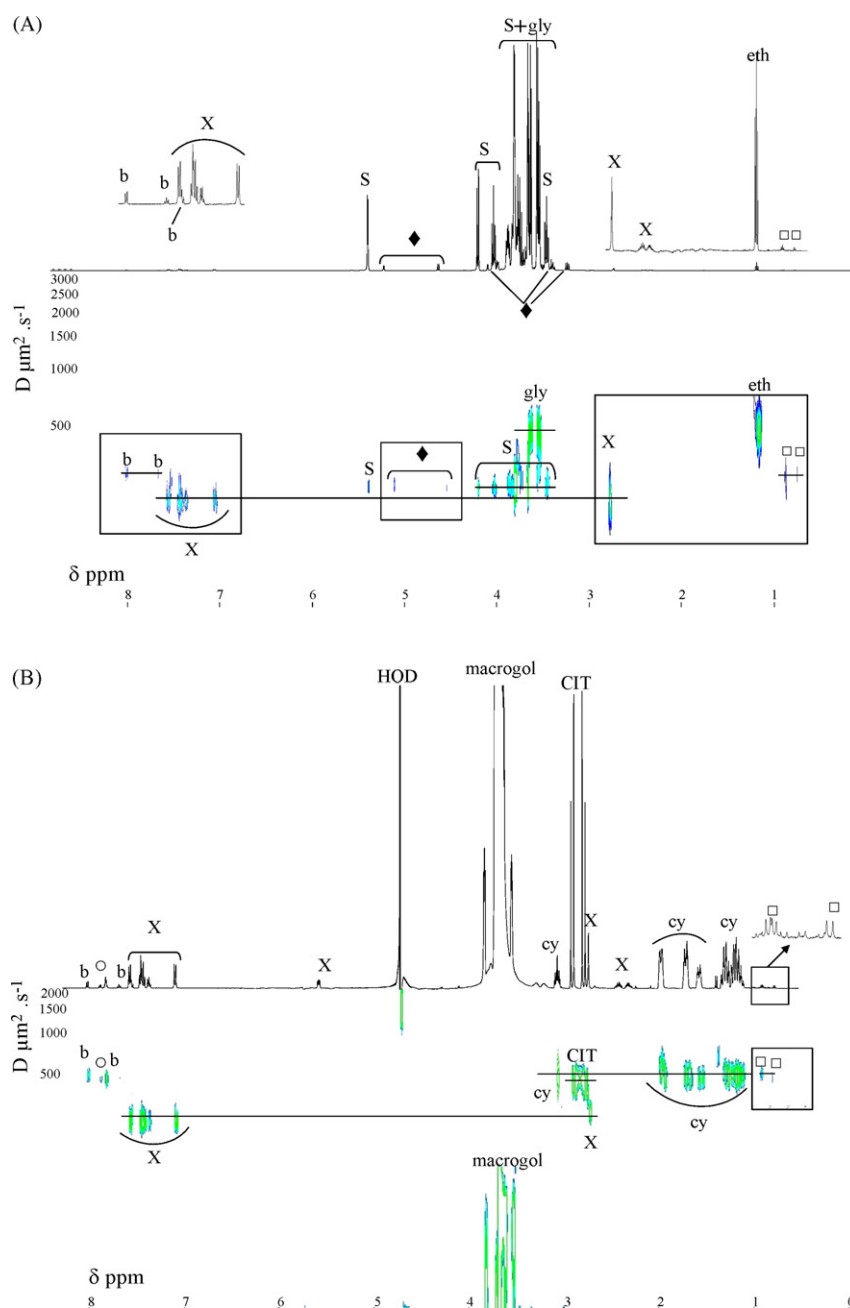 (A)
S+gly
eth
X
S
X
b
b
S
S
X
b
□ □
♦
3000
2500
2000
♦
1500
1000
D μm² .s⁻¹
500
gly
eth
b
b
♦
S
S
X
□ □
X
δ ppm
8 7 6 5 4 3 2 1
(B)
HOD
macrogol
CIT
X
□
□
cy
X
cy
cy
b
○
b
X
X
2000
1500
1000
D μm² .s⁻¹
500
b
○
b
CIT
cy
□
□
cy
X
X
macrogol
δ ppm
8 7 6 5 4 3 2 1 0